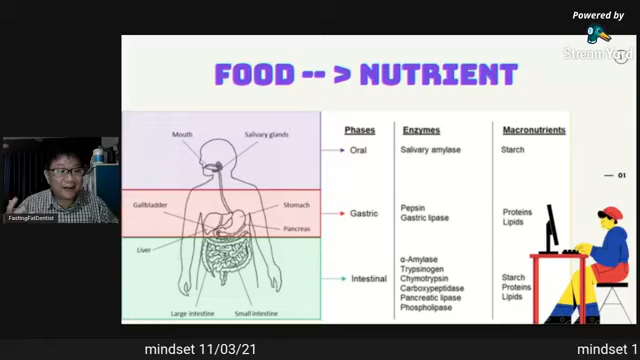 Powered by
StreamYard
FOOD -- > NUTRIENT
Mouth
Salivary glands
Gallbladder
Stomach
Pancreas
Liver
Large intestine
Small intestine
Phases
Enzymes
Macronutrients
Oral
Salivary amylase
Starch
Gastric
Pepsin
Gastric lipase
Proteins
Lipids
Intestinal
α-Amylase
Trypsinogen
Chymotrypsin
Carboxypeptidase
Pancreatic lipase
Phospholipase
Starch
Proteins
Lipids
01
FastingFatDentist
mindset 11/03/21
mindset 1